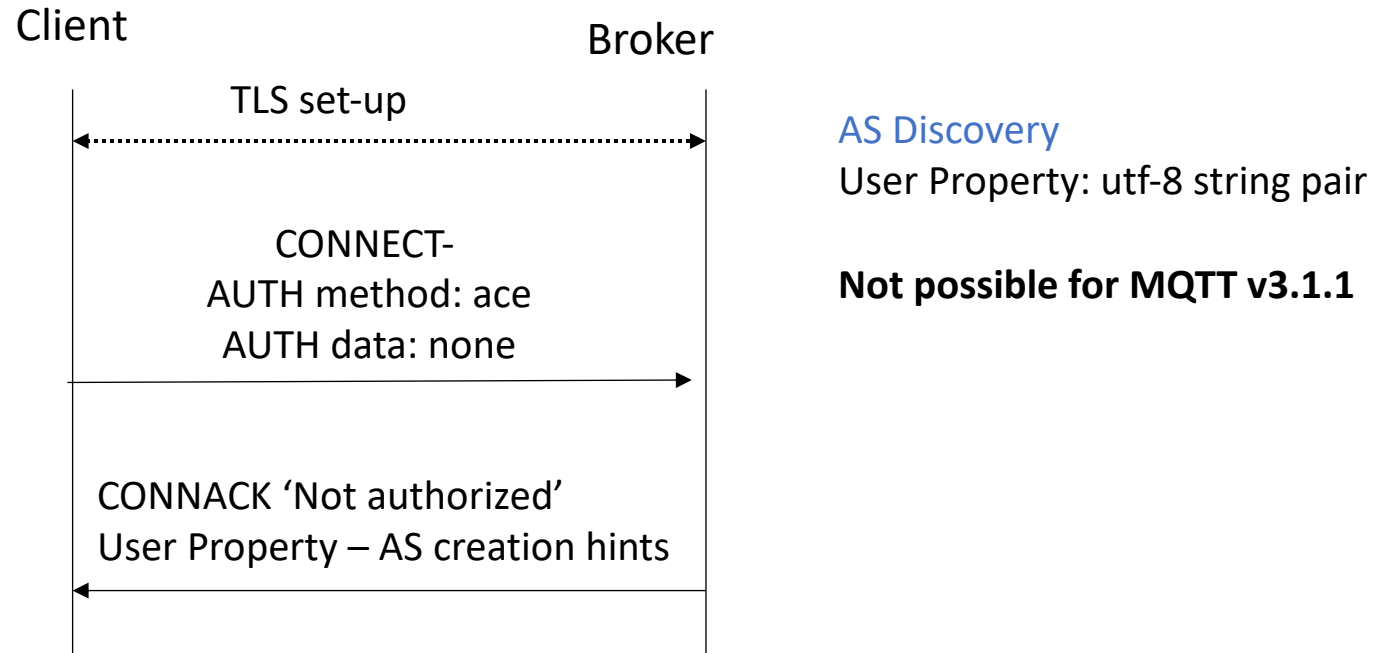 Client
Broker
TLS set-up
CONNECT-
AUTH method: ace
AUTH data: none
CONNACK ‘Not authorized’
User Property – AS creation hints
AS Discovery
User Property: utf-8 string pair
Not possible for MQTT v3.1.1